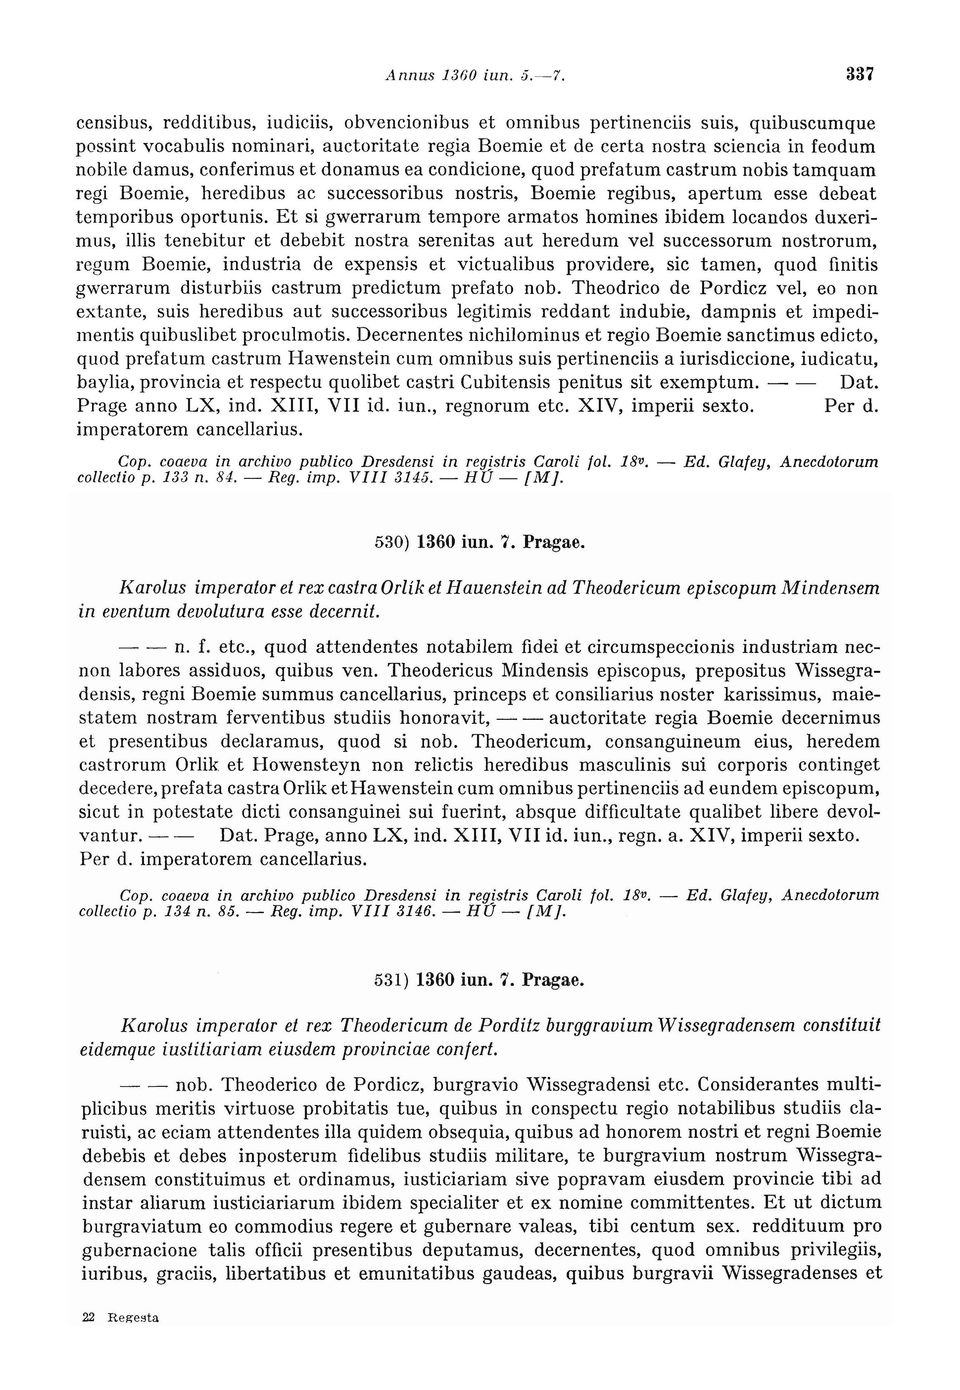 Annus 1360 iun. 5.—7. 337
censibus, redditibus, iudiciis, obvencionibus et omnibus pertinenciis suis, quibuscumque
possint vocabulis nominari, auctoritate regia Boemie et de certa nostra sciencia in feodum
nobile damus, conferimus et donamus ea condicione, quod prefatum castrum nobis tamquam
regi Boemie, heredibus ac successoribus nostris, Boemie regibus, apertum esse debeat
temporibus oportunis. Et si gwerrarum tempore armatos homines ibidem locandos duxeri-
mus, illis tenebitur et debebit nostra serenitas aut heredum vel successorum nostrorum,
regum Boemie, industria de expensis et victualibus providere, sic tamen, quod finitis
gwerrarum disturbiis castrum predictum prefato nob. Theodrico de Pordicz vel, eo non
extante, suis heredibus aut successoribus legitimis reddant indubie, dampnis et impedi-
mentis quibuslibet proculmotis. Decernentes nichilominus et regio Boemie sanctimus edicto,
quod prefatum castrum Hawenstein cum omnibus suis pertinenciis a iurisdiccione, iudicatu,
baylia, provincia et respectu quolibet castri Cubitensis penitus sit exemptum. — — Dat.
Prage anno LX, ind. XIII, VII id. iun., regnorum etc. XIV, imperii sexto. Per d.
imperatorem cancellarius.
Cop. coaeva in archivo publico Dresdensi in registris Caroli fol. 18v. — Ed. Glafey, Anecdotorum
collectio p. 133 n. 84. — Reg. imp. VIII 3145. — HÚ — [M].
530) 1360 iun. 7. Pragae.
Karolus imperator et rex castra Orlik et Hauenstein ad Theodericum episcopum Mindensem
in eventum devolutura esse decernit.
— — n. f. etc., quod attendentes notabilem fidei et circumspeccionis industriam nec-
non labores assiduos, quibus ven. Theodericus Mindensis episcopus, prepositus Wissegra-
densis, regni Boemie summus cancellarius, princeps et consiliarius noster karissimus, maie-
statem nostram ferventibus studiis honoravit, — — auctoritate regia Boemie decernimus
et presentibus declaramus, quod si nob. Theodericum, consanguineum eius, heredem
castrorum Orlik et Howensteyn non relictis heredibus masculinis sui corporis continget
decedere, prefata castra Orlik et Hawenstein cum omnibus pertinenciis ad eundem episcopum,
sicut in potestate dicti consanguinei sui fuerint, absque difficultate qualibet libere devol-
vantur. — — Dat. Prage, anno LX, ind. XIII, VII id. iun., regn. a. XIV, imperii sexto.
Per d. imperatorem cancellarius.
Cop. coaeva in archivo publico Dresdensi in registris Caroli fol. 18v. — Ed. Glafey, Anecdotorum
collectio p. 134 n. 85. — Reg. imp. VIII 3146. — HÚ — [M].
531) 1360 iun. 7. Pragae.
Karolus imperator et rex Theodericum de Porditz burggravium Wissegradensem constituit
eidemque iustitiariam eiusdem provinciae confert.
— — nob. Theoderico de Pordicz, burgravio Wissegradensi etc. Considerantes multi-
plicibus meritis virtuose probitatis tue, quibus in conspectu regio notabilibus studiis cla-
ruisti, ac eciam attendentes illa quidem obsequia, quibus ad honorem nostri et regni Boemie
debebis et debes inposterum fidelibus studiis militare, te burgravium nostrum Wissegra-
densem constituimus et ordinamus, iusticiariam sive popravam eiusdem provincie tibi ad
instar aliarum iusticiariarum ibidem specialiter et ex nomine committentes. Et ut dictum
burgraviatum eo commodius regere et gubernare valeas, tibi centum sex. reddituum pro
gubernacione talis officii presentibus deputamus, decernentes, quod omnibus privilegiis,
iuribus, graciis, libertatibus et emunitatibus gaudeas, quibus burgravii Wissegradenses et
22 Regesta